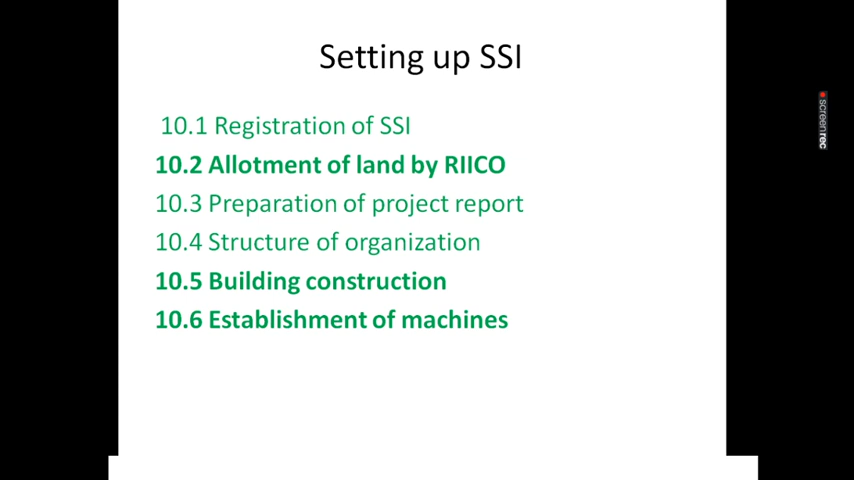 Setting up SSI
10.1 Registration of SSI
10.2 Allotment of land by RIICO
10.3 Preparation of project report
10.4 Structure of organization
10.5 Building construction
10.6 Establishment of machines
screenrec